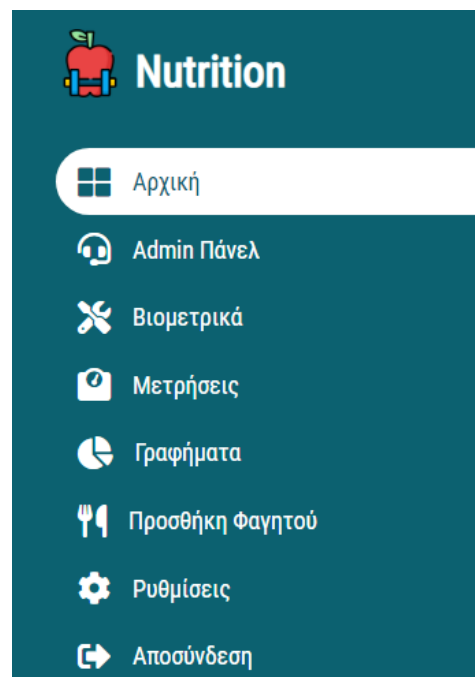 Nutrition
Αρχική
Admin Πάνελ
Βιομετρικά
Μετρήσεις
Γραφήματα
Προσθήκη Φαγητού
Ρυθμίσεις
Αποσύνδεση